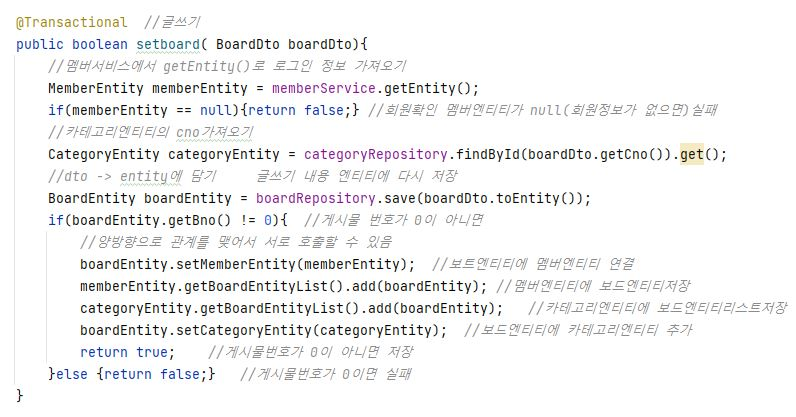 @Transactional  //글쓰기
public boolean setboard( BoardDto boardDto){
    //멤버서비스에서 getEntity()로 로그인 정보 가져오기
    MemberEntity memberEntity = memberService.getEntity();
    if(memberEntity == null){return false;} //회원확인 멤버엔티티가 null(회원정보가 없으면)실패
    //카테고리엔티티의 cno가져오기
    CategoryEntity categoryEntity = categoryRepository.findById(boardDto.getCno()).get();
    //dto -> entity에 담기     글쓰기 내용 엔티티에 다시 저장
    BoardEntity boardEntity = boardRepository.save(boardDto.toEntity());
    if(boardEntity.getBno() != 0){  //게시물 번호가 0이 아니면
        //양방향으로 관계를 맺어서 서로 호출할 수 있음
        boardEntity.setMemberEntity(memberEntity);  //보트엔티티에 멤버엔티티 연결
        memberEntity.getBoardEntityList().add(boardEntity); //멤버엔티티에 보드엔티티저장
        categoryEntity.getBoardEntityList().add(boardEntity);   //카테고리엔티티에 보드엔티티리스트저장
        boardEntity.setCategoryEntity(categoryEntity);  //보드엔티티에 카테고리엔티티 추가
        return true;    //게시물번호가 0이 아니면 저장
    }else {return false;}   //게시물번호가 0이면 실패
}